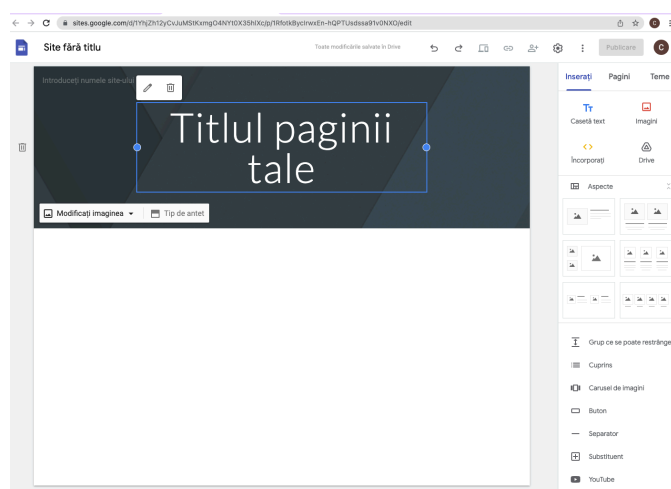 sites.google.com/d/1YhjZh12yCvJuMStKxmgO4NYt0X35hIXc/p/1RfotkByclrwxEn-hQPTUsdssa91v0NXO/edit
C
Site fără titlu
Toate modificările salvate în Drive
Publicare
C
Introduceți numele site-ului
Titlul paginii
tale
Modificați imaginea
Tip de antet
Inserați Pagini Teme
Casetă text Imagini
Încorporați Drive
Aspecte
Grup ce se poate restrânge
Cuprins
Carusel de imagini
Buton
Separator
Substituent
YouTube